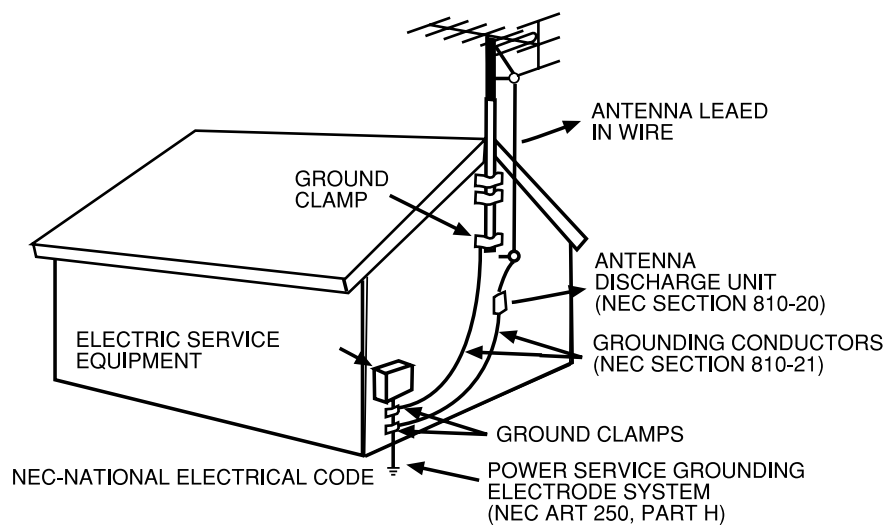 ANTENNA LEAED
IN WIRE
GROUND
CLAMP
ANTENNA
DISCHARGE UNIT
(NEC SECTION 810-20)
ELECTRIC SERVICE
EQUIPMENT
GROUNDING CONDUCTORS
(NEC SECTION 810-21)
GROUND CLAMPS
NEC-NATIONAL ELECTRICAL CODE
POWER SERVICE GROUNDING
ELECTRODE SYSTEM
(NEC ART 250, PART H)